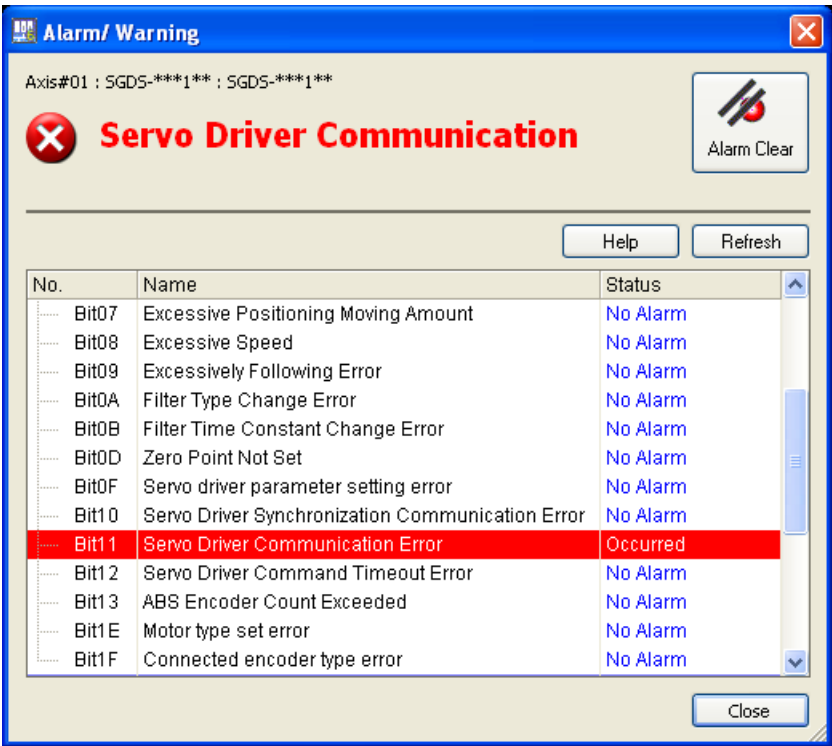 Alarm/ Warning
Axis#01 : SGDS-***1** : SGDS-***1**
Servo Driver Communication
Alarm Clear
Help Refresh
No. Name Status
Bit07 Excessive Positioning Moving Amount No Alarm
Bit08 Excessive Speed No Alarm
Bit09 Excessively Following Error No Alarm
Bit0A Filter Type Change Error No Alarm
Bit0B Filter Time Constant Change Error No Alarm
Bit0D Zero Point Not Set No Alarm
Bit0F Servo driver parameter setting error No Alarm
Bit10 Servo Driver Synchronization Communication Error No Alarm
Bit11 Servo Driver Communication Error Occurred
Bit12 Servo Driver Command Timeout Error No Alarm
Bit13 ABS Encoder Count Exceeded No Alarm
Bit1E Motor type set error No Alarm
Bit1F Connected encoder type error No Alarm
Close